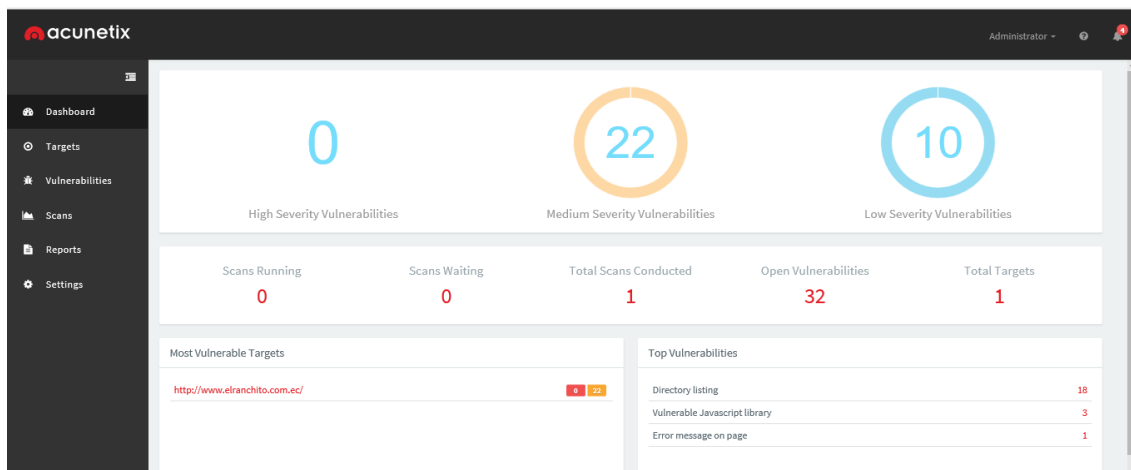 acunetix
Administrator
4
Dashboard
Targets
Vulnerabilities
Scans
Reports
Settings
0
High Severity Vulnerabilities
22
Medium Severity Vulnerabilities
10
Low Severity Vulnerabilities
Scans Running
0
Scans Waiting
0
Total Scans Conducted
1
Open Vulnerabilities
32
Total Targets
1
Most Vulnerable Targets
http://www.elranchito.com.ec/ 0 22
Top Vulnerabilities
Directory listing 18
Vulnerable Javascript library 3
Error message on page 1